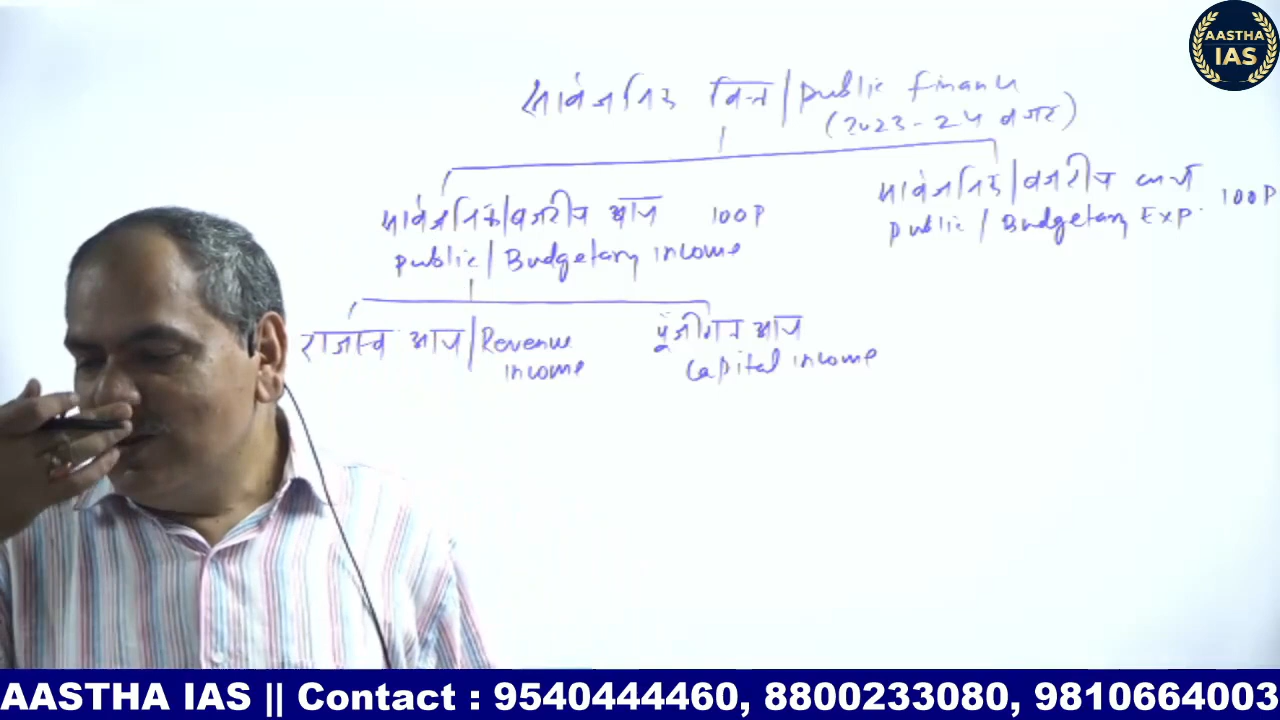 AASTHA
IAS
सार्वजनिक वित्त / public finance
(2023-24 बजट)
सार्वजनिक/बजटीय आय 100P
public / Budgetary income
सार्वजनिक/बजटीय व्यय 100P
public / Budgetary Exp.
राजस्व आय / Revenue
income
पूंजीगत आय
Capital income
AASTHA IAS || Contact : 9540444460, 8800233080, 9810664003